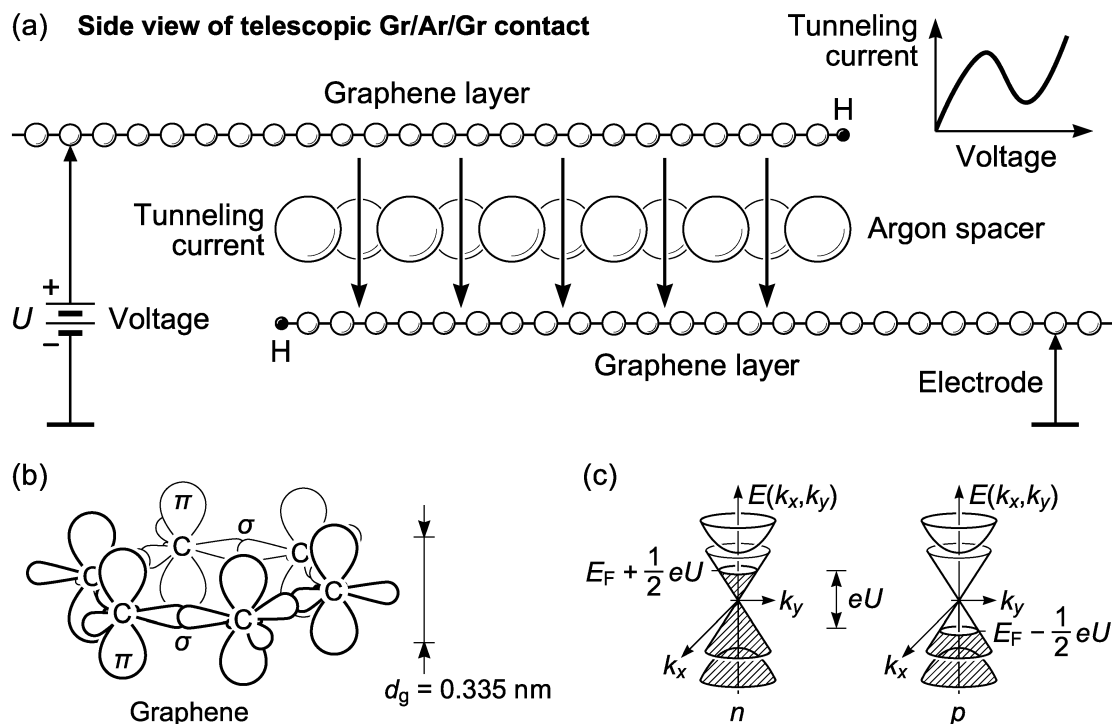 (a) Side view of telescopic Gr/Ar/Gr contact
Tunneling
current
Voltage
Graphene layer
H
Tunneling
current
Argon spacer
+
U
Voltage
−
H
Graphene layer
Electrode
(b)
π
σ
C
C
C
C
C
C
σ
π
d_g = 0.335 nm
Graphene
(c)
E(k_x,k_y)
E(k_x,k_y)
E_F + 1/2 eU
k_y
eU
k_y
E_F − 1/2 eU
k_x
k_x
n
p